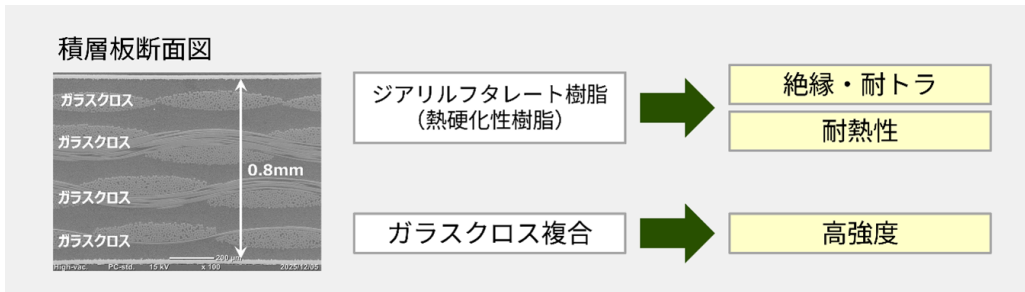 積層板断面図
ガラスクロス
ガラスクロス
0.8mm
ガラスクロス
ガラスクロス
200 μm
High-vac. PC-std. 15 kV x 100 2025/12/05
ジアリルフタレート樹脂
（熱硬化性樹脂）
絶縁・耐トラ
耐熱性
ガラスクロス複合
高強度